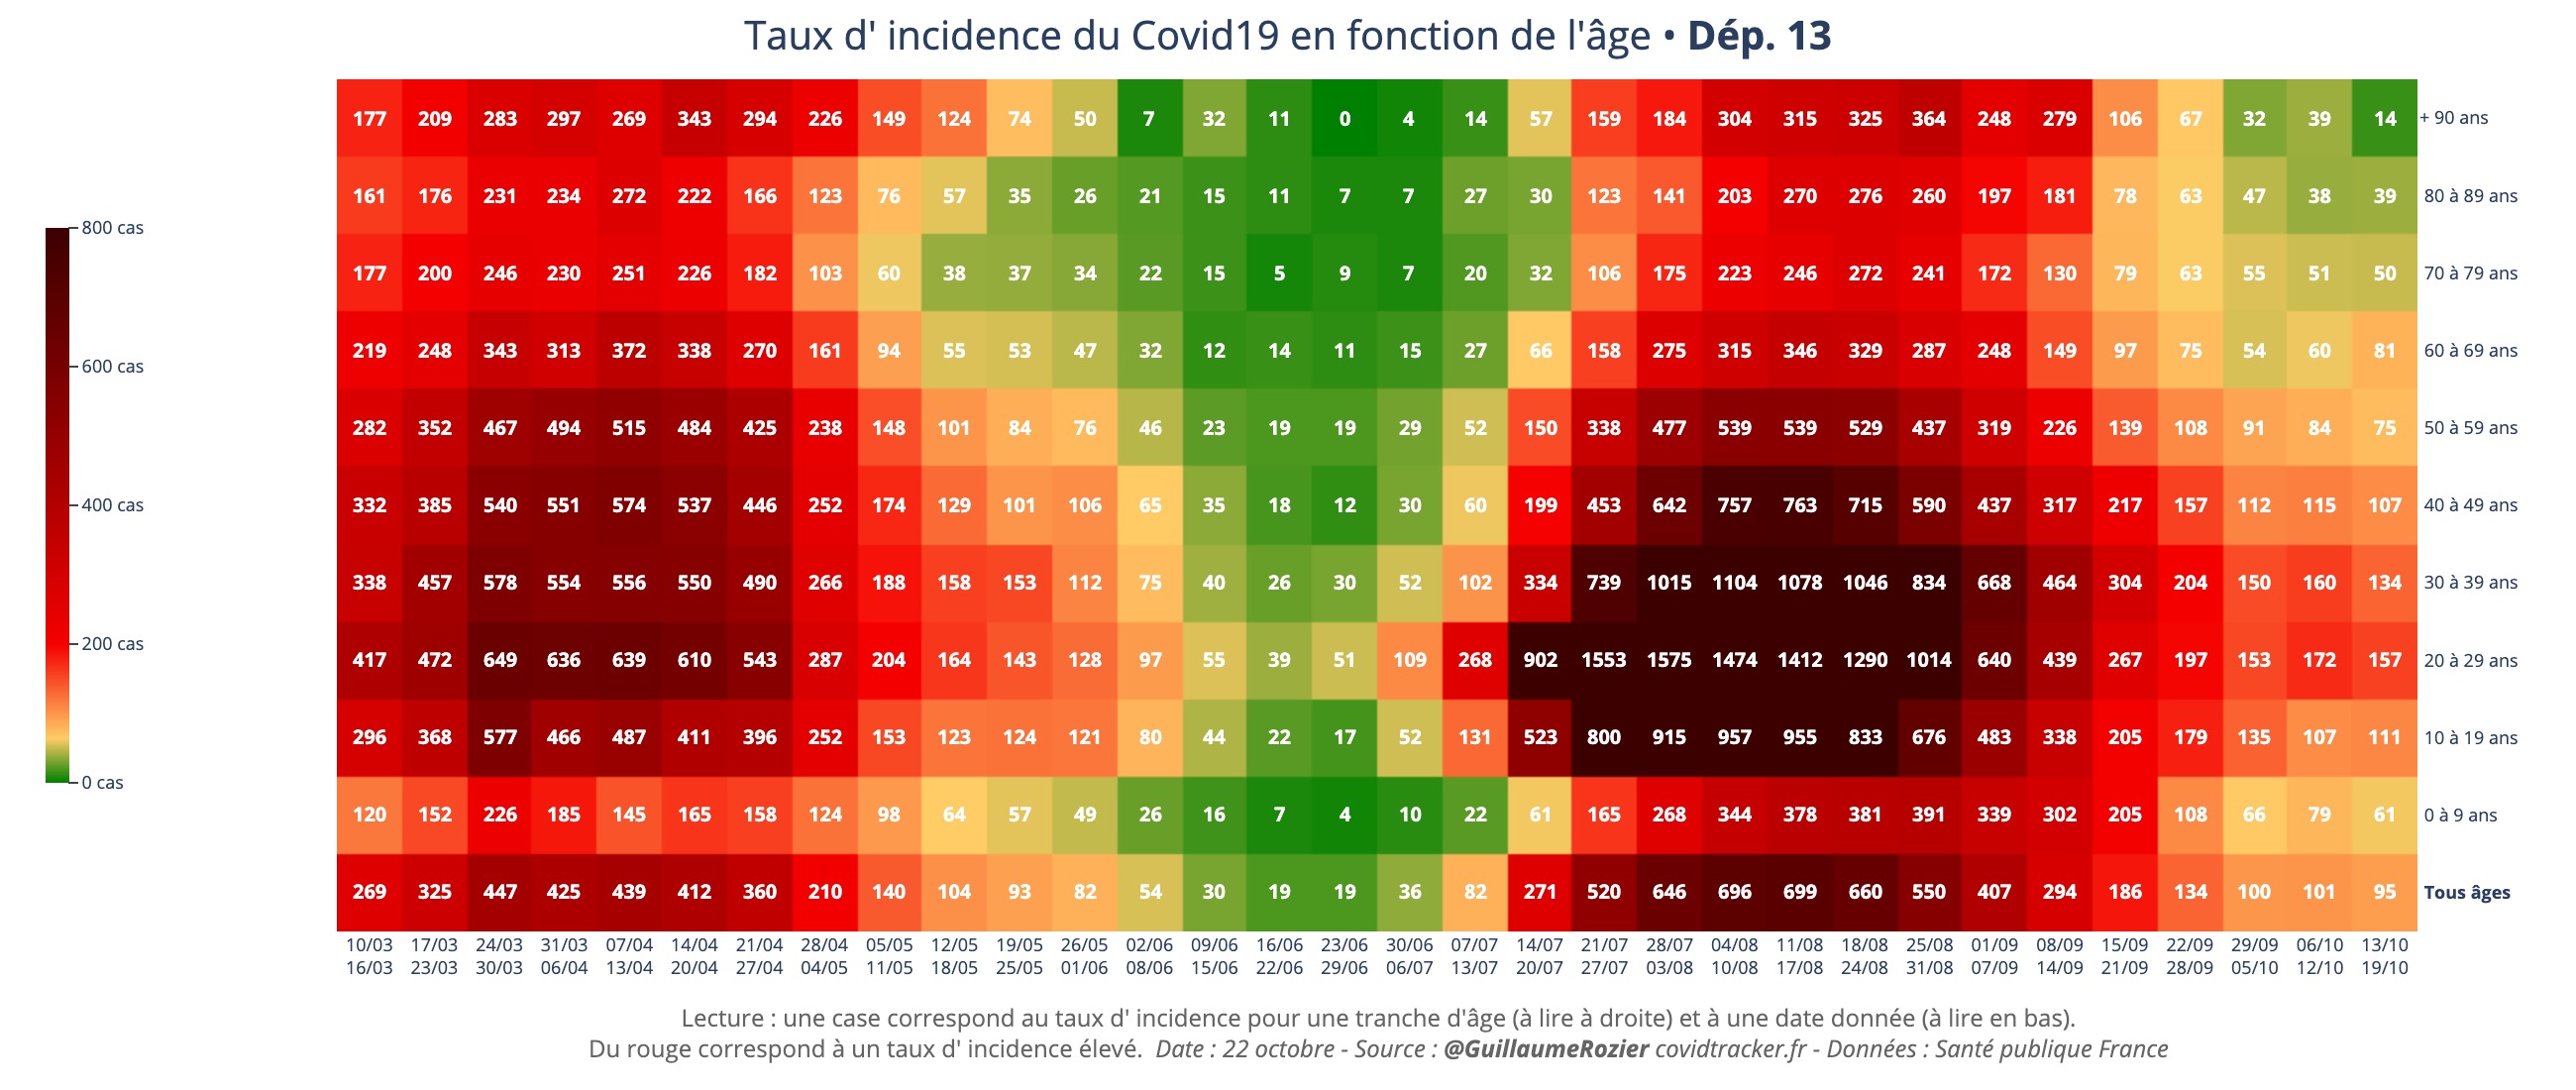 Taux d' incidence du Covid19 en fonction de l'âge • Dép. 13
177 209 283 297 269 343 294 226 149 124 74 50 7 32 11 0 4 14 57 159 184 304 315 325 364 248 279 106 67 32 39 14 + 90 ans
161 176 231 234 272 222 166 123 76 57 35 26 21 15 11 7 7 27 30 123 141 203 270 276 260 197 181 78 63 47 38 39 80 à 89 ans
800 cas
177 200 246 230 251 226 182 103 60 38 37 34 22 15 5 9 7 20 32 106 175 223 246 272 241 172 130 79 63 55 51 50 70 à 79 ans
219 248 343 313 372 338 270 161 94 55 53 47 32 12 14 11 15 27 66 158 275 315 346 329 287 248 149 97 75 54 60 81 60 à 69 ans
600 cas
282 352 467 494 515 484 425 238 148 101 84 76 46 23 19 19 29 52 150 338 477 539 539 529 437 319 226 139 108 91 84 75 50 à 59 ans
400 cas
332 385 540 551 574 537 446 252 174 129 101 106 65 35 18 12 30 60 199 453 642 757 763 715 590 437 317 217 157 112 115 107 40 à 49 ans
338 457 578 554 556 550 490 266 188 158 153 112 75 40 26 30 52 102 334 739 1015 1104 1078 1046 834 668 464 304 204 150 160 134 30 à 39 ans
200 cas
417 472 649 636 639 610 543 287 204 164 143 128 97 55 39 51 109 268 902 1553 1575 1474 1412 1290 1014 640 439 267 197 153 172 157 20 à 29 ans
296 368 577 466 487 411 396 252 153 123 124 121 80 44 22 17 52 131 523 800 915 957 955 833 676 483 338 205 179 135 107 111 10 à 19 ans
0 cas
120 152 226 185 145 165 158 124 98 64 57 49 26 16 7 4 10 22 61 165 268 344 378 381 391 339 302 205 108 66 79 61 0 à 9 ans
269 325 447 425 439 412 360 210 140 104 93 82 54 30 19 19 36 82 271 520 646 696 699 660 550 407 294 186 134 100 101 95 Tous âges
10/03 17/03 24/03 31/03 07/04 14/04 21/04 28/04 05/05 12/05 19/05 26/05 02/06 09/06 16/06 23/06 30/06 07/07 14/07 21/07 28/07 04/08 11/08 18/08 25/08 01/09 08/09 15/09 22/09 29/09 06/10 13/10
16/03 23/03 30/03 06/04 13/04 20/04 27/04 04/05 11/05 18/05 25/05 01/06 08/06 15/06 22/06 29/06 06/07 13/07 20/07 27/07 03/08 10/08 17/08 24/08 31/08 07/09 14/09 21/09 28/09 05/10 12/10 19/10
Lecture : une case correspond au taux d' incidence pour une tranche d'âge (à lire à droite) et à une date donnée (à lire en bas).
Du rouge correspond à un taux d' incidence élevé. Date : 22 octobre - Source : @GuillaumeRozier covidtracker.fr - Données : Santé publique France